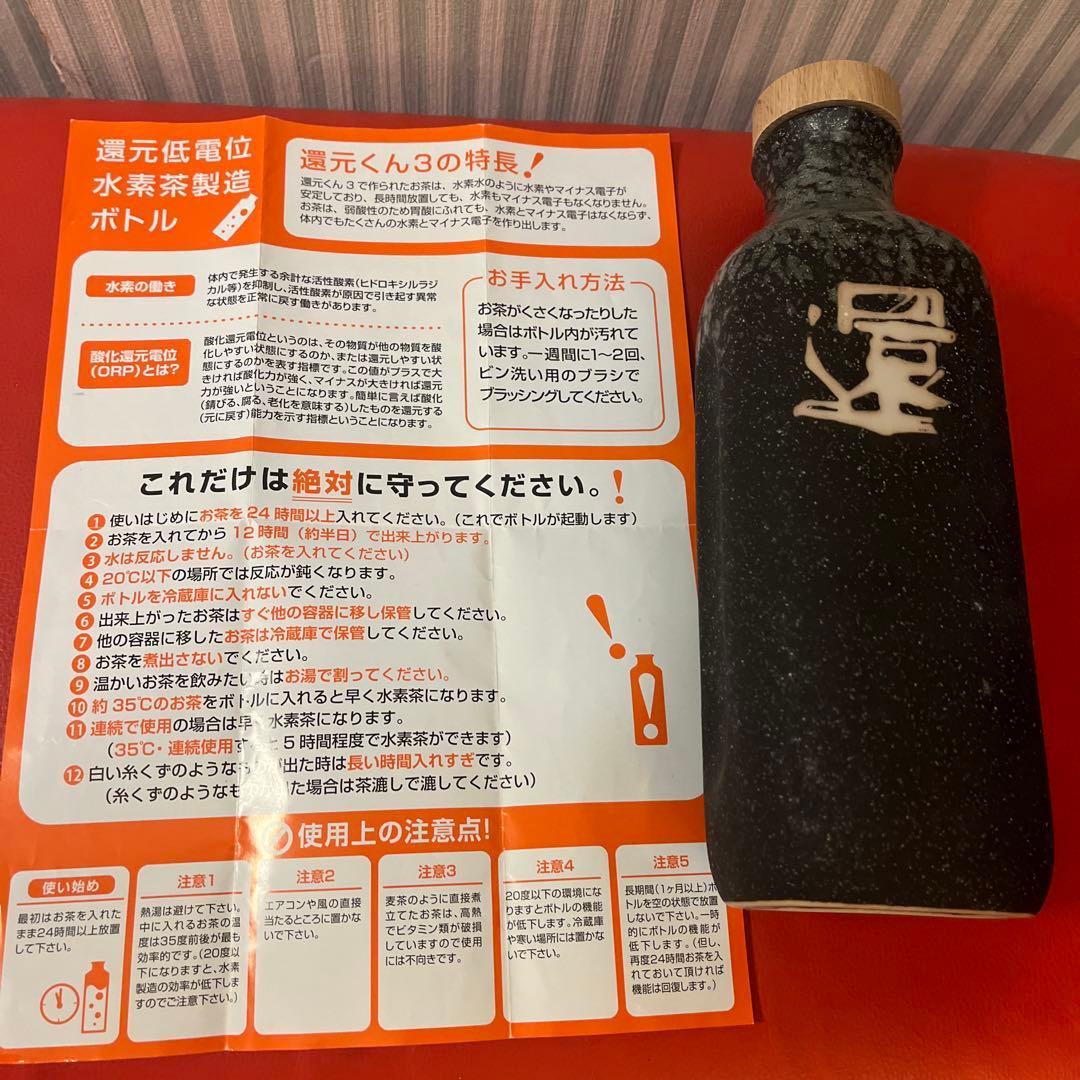 還元低電位
水素茶製造
ボトル
還元くん3の特長!
還元くん3で作られたお茶は、水素水のように水素やマイナス電子が
安定しており、長時間放置しても、水素もマイナス電子もなくなりません。
お茶は、弱酸性のため胃酸にふれても、水素とマイナス電子はなくならず、
体内でもたくさんの水素とマイナス電子を作り出します。
水素の働き
体内で発生する余計な活性酸素(ヒドロキシルラジ
カル等)を抑制し、活性酸素が原因で引き起す異常
な状態を正常に戻す働きがあります。
酸化還元電位
(ORP)とは?
酸化還元電位というのは、その物質が他の物質を酸
化しやすい状態にするのか、または還元しやすい状
態にするのかを表す指標です。この値がプラスで大
きければ酸化力が強く、マイナスが大きければ還元
力が強いということになります。簡単に言えば酸化
(錆びる、腐る、老化を意味する)したものを還元する
(元に戻す)能力を示す指標ということになります。
お手入れ方法
お茶がくさくなったりした
場合はボトル内が汚れて
います。一週間に1~2回、
ビン洗い用のブラシで
ブラッシングしてください。
これだけは絶対に守ってください。!
1 使いはじめにお茶を24時間以上入れてください。(これでボトルが起動します)
2 お茶を入れてから12時間(約半日)で出来上がります。
3 水は反応しません。(お茶を入れてください)
4 20℃以下の場所では反応が鈍くなります。
5 ボトルを冷蔵庫に入れないでください。
6 出来上がったお茶はすぐ他の容器に移し保管してください。
7 他の容器に移したお茶は冷蔵庫で保管してください。
8 お茶を煮出さないでください。
9 温かいお茶を飲みたい時はお湯で割ってください。
10 約35℃のお茶をボトルに入れると早く水素茶になります。
11 連続で使用の場合は早く水素茶になります。
(35℃・連続使用すると5時間程度で水素茶ができます)
12 白い糸くずのようなものが出た時は長い時間入れすぎです。
(糸くずのようなものが出た場合は茶漉しで漉してください)
使用上の注意点!
使い始め
最初はお茶を入れた
まま24時間以上放置
して下さい。
注意1
熱湯は避けて下さい。
中に入れるお茶の温
度は35度前後が最も
効率的です。(20度以
下になりますと、水素
製造の効率が低下しま
すのでご注意下さい。)
注意2
エアコンや風の直接
当たるところに置かな
いで下さい。
注意3
麦茶のように直接煮
立てたお茶は、高熱
でビタミン類が破損
していますので使用
には不向きです。
注意4
20度以下の環境にな
りますとボトルの機能
が低下します。冷蔵庫
や寒い場所には置かな
いで下さい。
注意5
長期間(1ヶ月以上)ボ
トルを空の状態で放置
しないで下さい。一時
的にボトルの機能が
低下します。(但し、
再度24時間お茶を入
れておいて頂ければ
機能は回復します。)
還